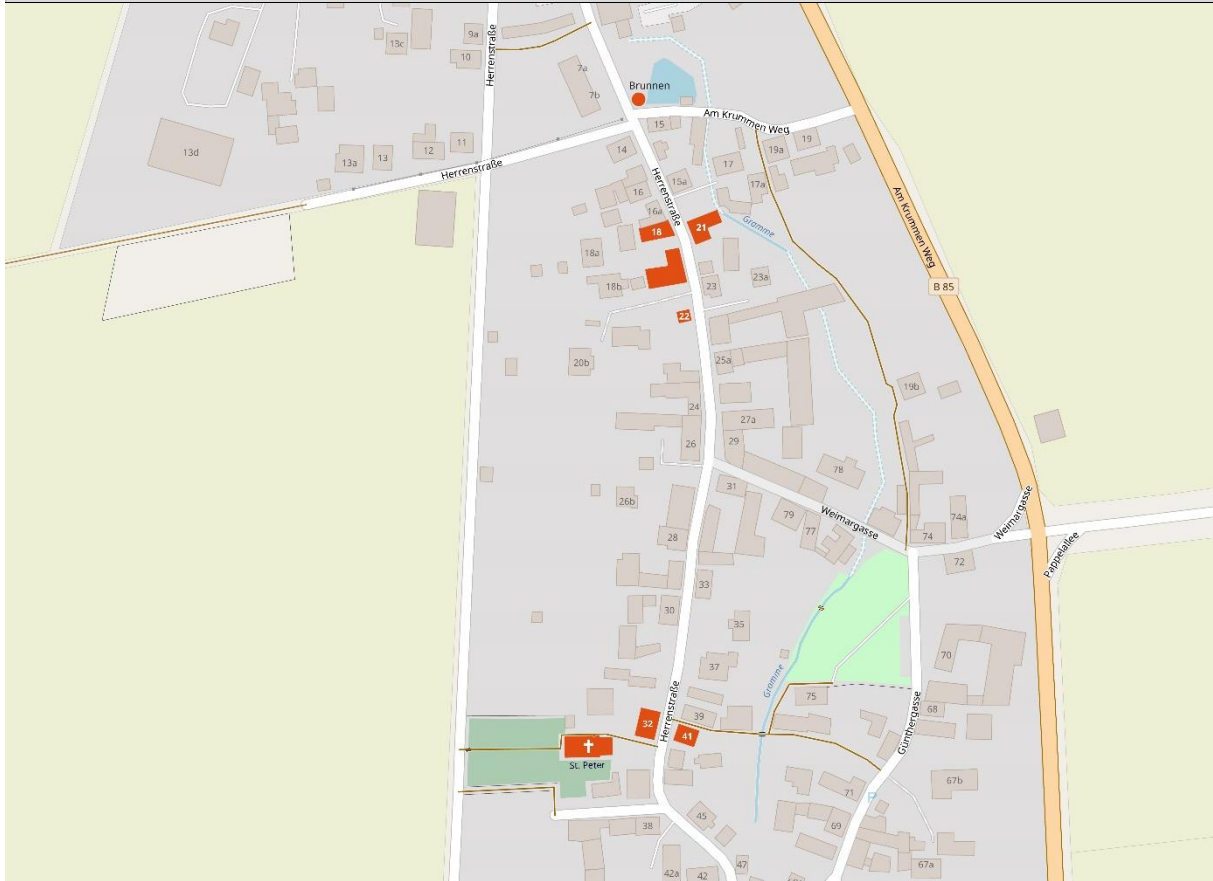 9a
13c
10
Herrenstraße
7a
7b
Brunnen
Am Krummen Weg
15
19
19a
13d
13a
13
12
11
14
17
Herrenstraße
Herrenstraße
15a
17a
16
16a
Am Krummen Weg
18
21
Gramme
18a
23a
18b
23
B 85
22
20b
25a
19b
24
27a
26
29
78
31
26b
Weimargasse
79
77
74a
Weimargasse
28
74
72
Pappelallee
33
30
35
70
37
Gramme
75
Herrenstraße
68
32
39
Günthergasse
41
St. Peter
67b
71
P
45
38
69
47
42a
42
67a